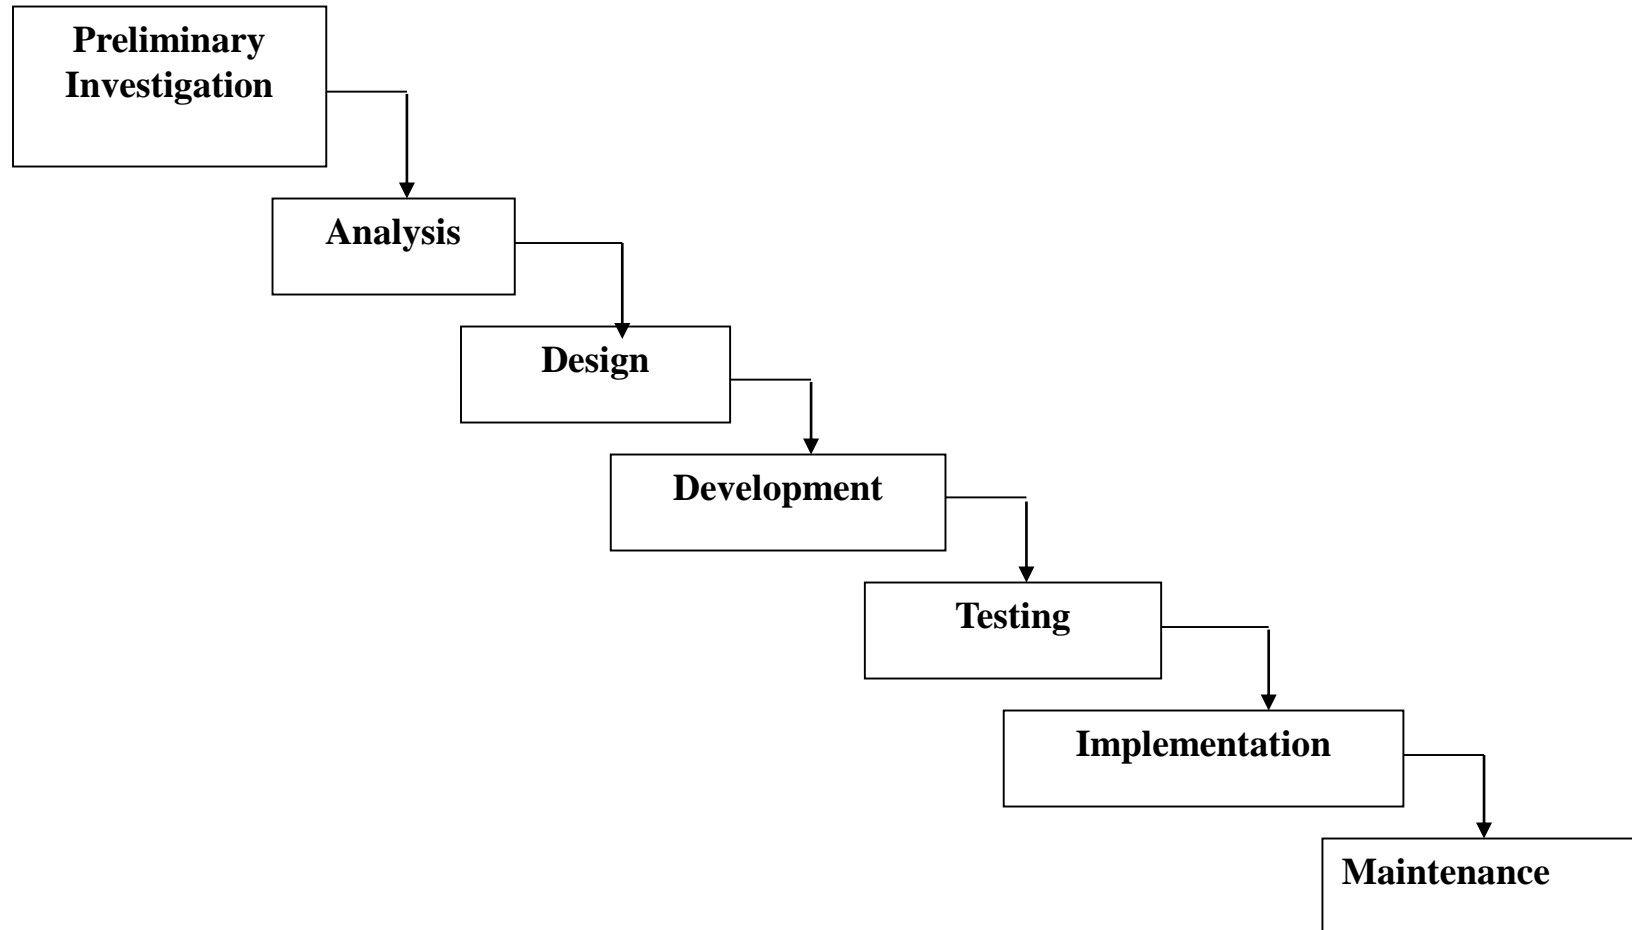 Preliminary
Investigation
Analysis
Design
Development
Testing
Implementation
Maintenance